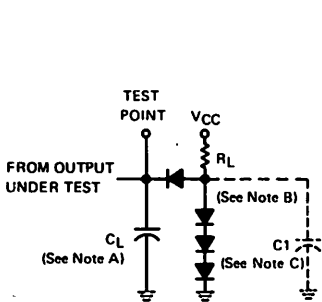 TEST
POINT
VCC
RL
FROM OUTPUT
UNDER TEST
(See Note B)
CL
(See Note A)
C1
(See Note C)